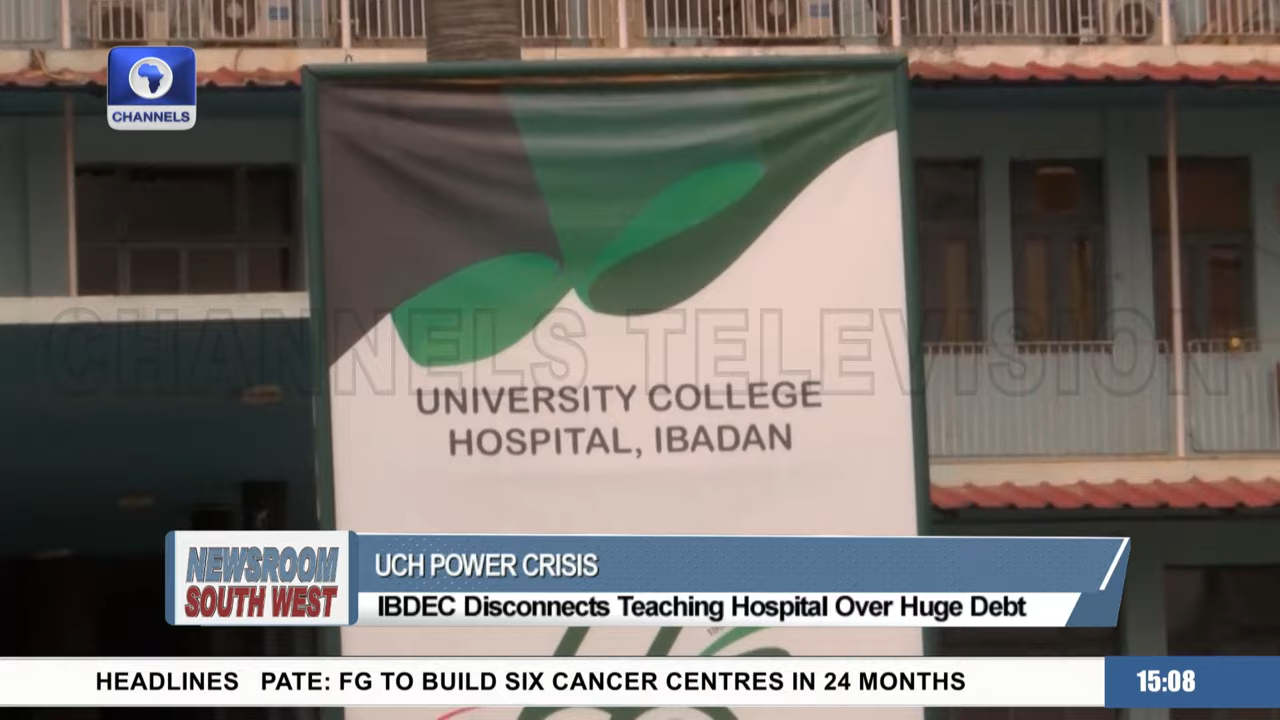 CHANNELS
CHANNELS TELEVISION
UNIVERSITY COLLEGE
HOSPITAL, IBADAN
NEWSROOM
SOUTH WEST
UCH POWER CRISIS
IBDEC Disconnects Teaching Hospital Over Huge Debt
HEADLINES PATE: FG TO BUILD SIX CANCER CENTRES IN 24 MONTHS
15:08